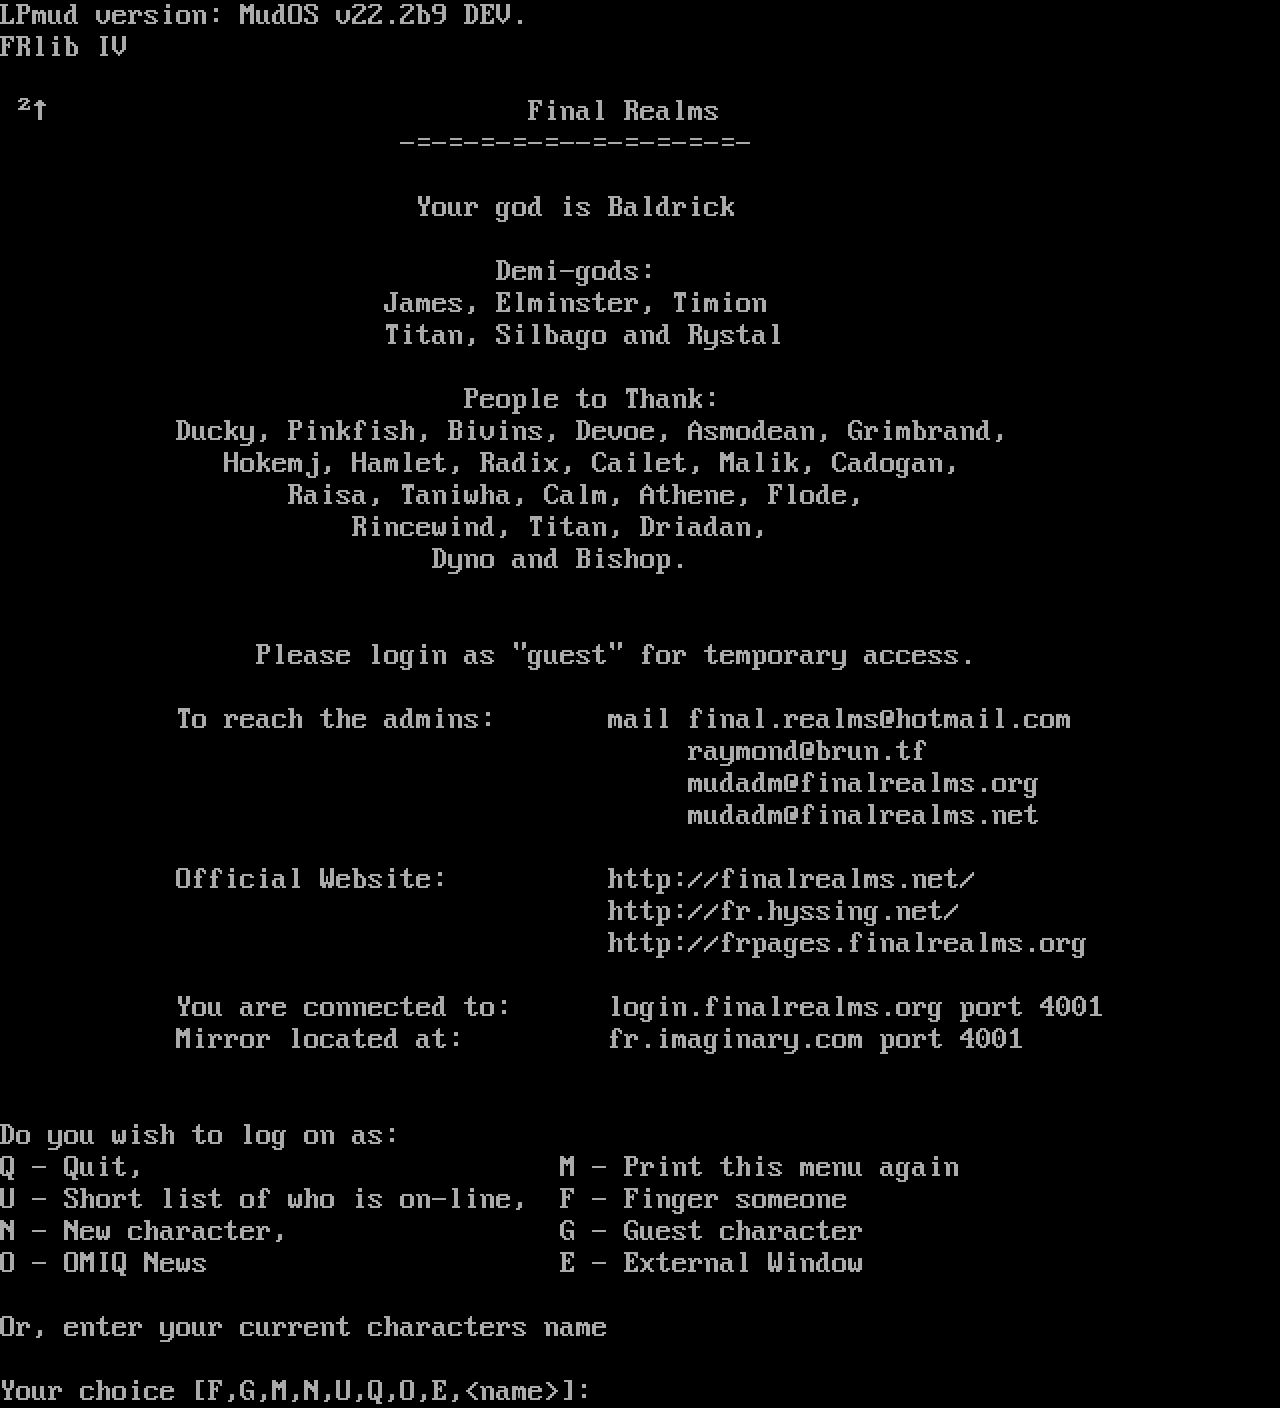 LPmud version: MudOS v22.2b9 DEV.
FRlib IV
²↑ Final Realms
-=-=-=-=-=--=-=-=-=-=-
Your god is Baldrick
Demi-gods:
James, Elminster, Timion
Titan, Silbago and Rystal
People to Thank:
Ducky, Pinkfish, Bivins, Devoe, Asmodean, Grimbrand,
Hokemj, Hamlet, Radix, Cailet, Malik, Cadogan,
Raisa, Taniwha, Calm, Athene, Flode,
Rincewind, Titan, Driadan,
Dyno and Bishop.
Please login as "guest" for temporary access.
To reach the admins: mail final.realms@hotmail.com
raymond@brun.tf
mudadm@finalrealms.org
mudadm@finalrealms.net
Official Website: http://finalrealms.net/
http://fr.hyssing.net/
http://frpages.finalrealms.org
You are connected to: login.finalrealms.org port 4001
Mirror located at: fr.imaginary.com port 4001
Do you wish to log on as:
Q - Quit, M - Print this menu again
U - Short list of who is on-line, F - Finger someone
N - New character, G - Guest character
O - OMIQ News E - External Window
Or, enter your current characters name
Your choice [F,G,M,N,U,Q,O,E,<name>]: